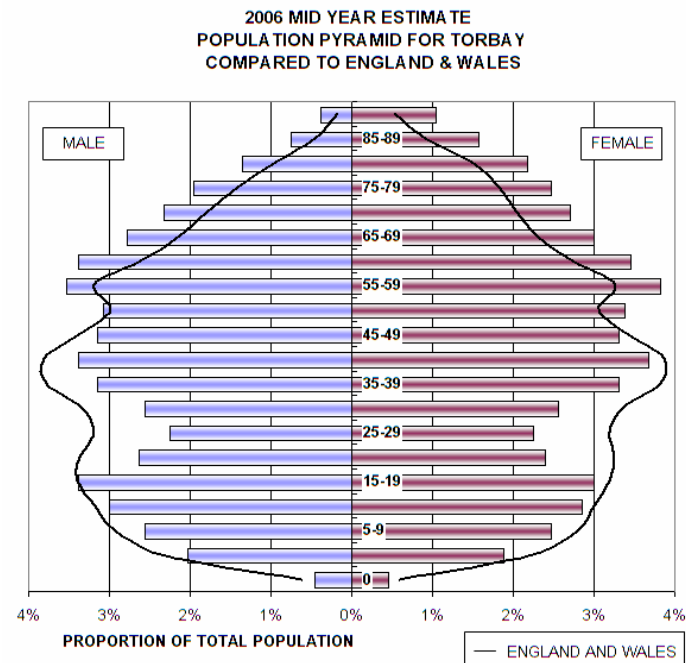 2006 MID YEAR ESTIMATE
POPULATION PYRAMID FOR TORBAY
COMPARED TO ENGLAND & WALES
MALE
FEMALE
85-89
75-79
65-69
55-59
45-49
35-39
25-29
15-19
5-9
0
4% 3% 2% 1% 0% 1% 2% 3% 4%
PROPORTION OF TOTAL POPULATION
ENGLAND AND WALES